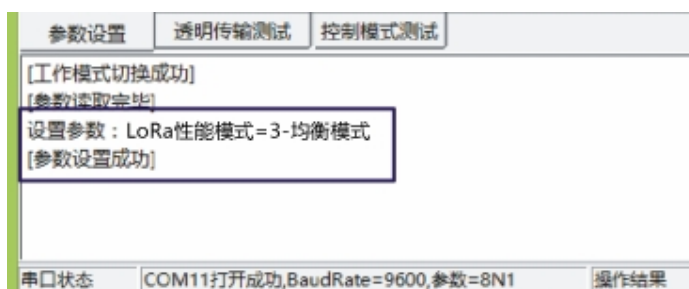 参数设置 透明传输测试 控制模式测试
[工作模式切换成功]
[参数读取完毕]
设置参数：LoRa性能模式=3-均衡模式
[参数设置成功]
串口状态 COM11打开成功,BaudRate=9600,参数=8N1 操作结果